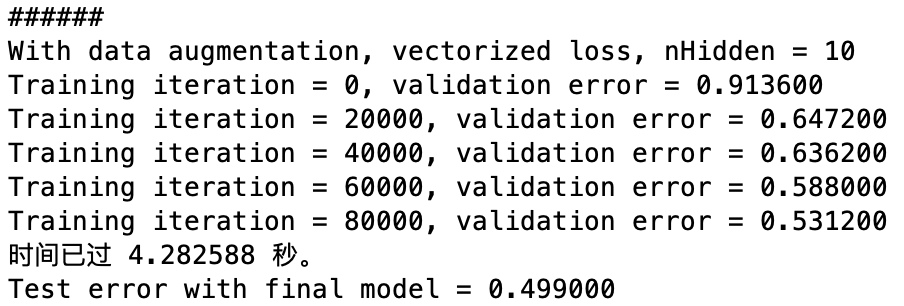 ######
With data augmentation, vectorized loss, nHidden = 10
Training iteration = 0, validation error = 0.913600
Training iteration = 20000, validation error = 0.647200
Training iteration = 40000, validation error = 0.636200
Training iteration = 60000, validation error = 0.588000
Training iteration = 80000, validation error = 0.531200
时间已过 4.282588 秒。
Test error with final model = 0.499000